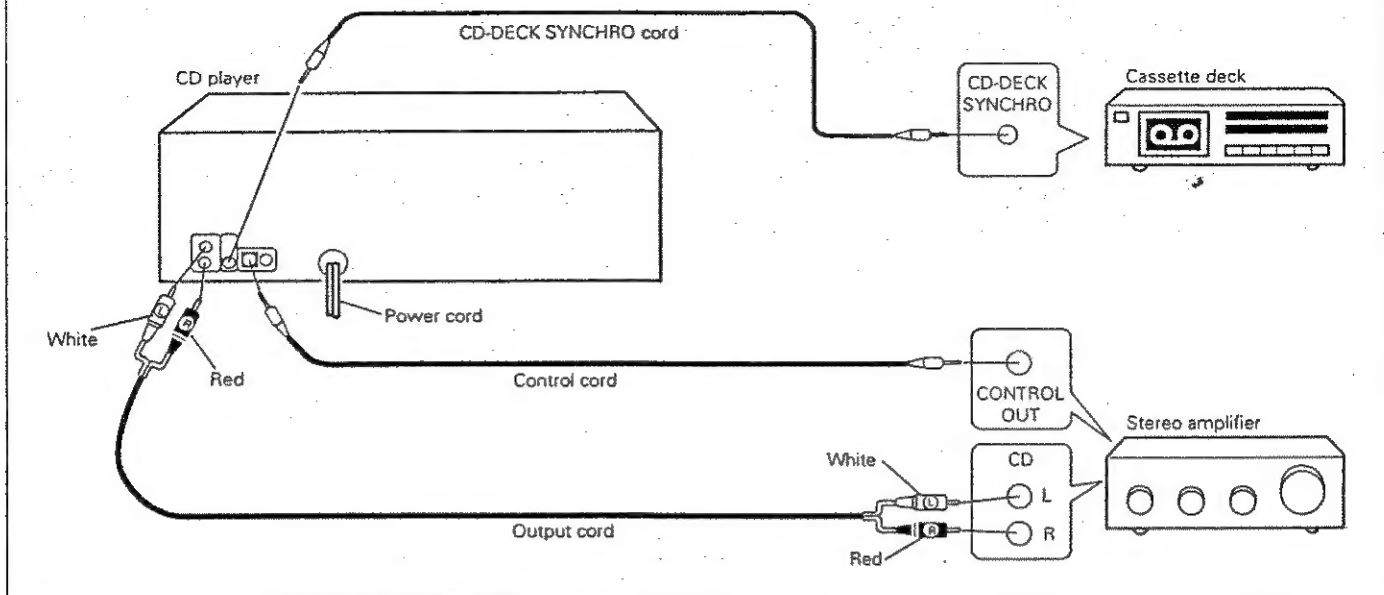 CD-DECK SYNCHRO cord
CD player
CD-DECK
SYNCHRO
Cassette deck
Power cord
White
L
R
Red
Control cord
CONTROL
OUT
Stereo amplifier
CD
White
L
L
Output cord
R
R
Red